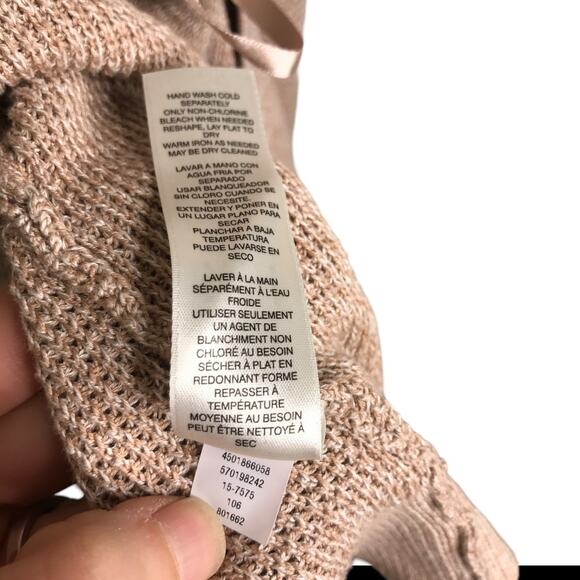 HAND WASH COLD
SEPARATELY
ONLY NON-CHLORINE
BLEACH WHEN NEEDED
RESHAPE, LAY FLAT TO
DRY
WARM IRON AS NEEDED
MAY BE DRY CLEANED
LAVAR A MANO CON
AGUA FRIA POR
SEPARADO
USAR BLANQUEADOR
SIN CLORO CUANDO SE
NECESITE.
EXTENDER Y PONER EN
UN LUGAR PLANO PARA
SECAR
PLANCHAR A BAJA
TEMPERATURA
PUEDE LAVARSE EN
SECO
LAVER À LA MAIN
SÉPARÉMENT À L'EAU
FROIDE
UTILISER SEULEMENT
UN AGENT DE
BLANCHIMENT NON
CHLORÉ AU BESOIN
SÉCHER À PLAT EN
REDONNANT FORME
REPASSER À
TEMPÉRATURE
MOYENNE AU BESOIN
PEUT ÊTRE NETTOYÉ À
SEC
4501866058
570198242
15-7575
106
801662